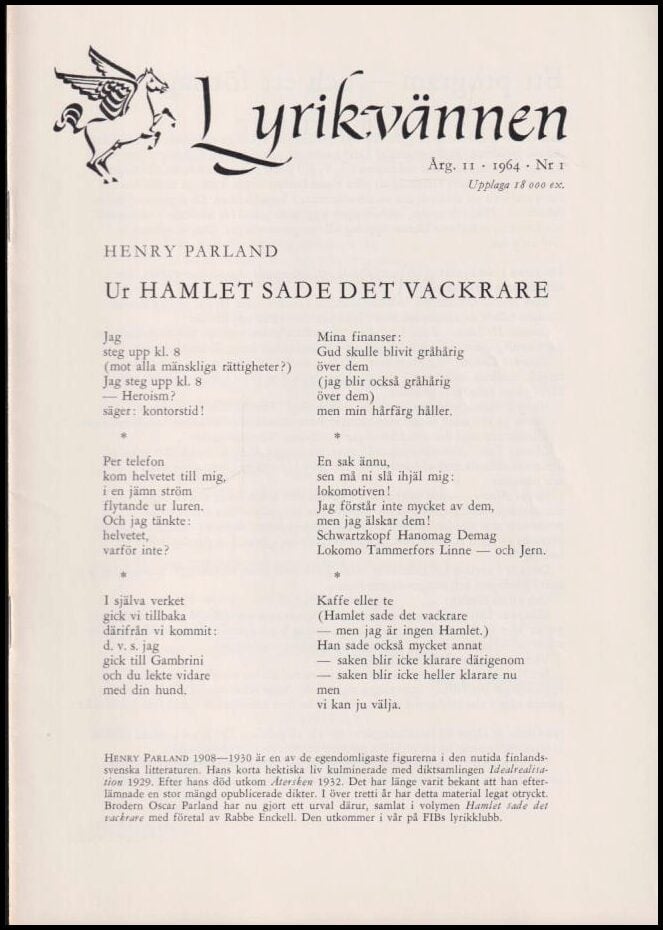 Lyrikvännen
Årg. 11 · 1964 · Nr 1
Upplaga 18 000 ex.
HENRY PARLAND
Ur HAMLET SADE DET VACKRARE
Jag
steg upp kl. 8
(mot alla mänskliga rättigheter?)
Jag steg upp kl. 8
— Heroism?
säger: kontorstid!
*
Per telefon
kom helvetet till mig,
i en jämn ström
flytande ur luren.
Och jag tänkte:
helvetet,
varför inte?
*
I själva verket
gick vi tillbaka
därifrån vi kommit:
d. v. s. jag
gick till Gambrini
och du lekte vidare
med din hund.
Mina finanser:
Gud skulle blivit gråhårig
över dem
(jag blir också gråhårig
över dem)
men min hårfärg håller.
*
En sak ännu,
sen må ni slå ihjäl mig:
lokomotiven!
Jag förstår inte mycket av dem,
men jag älskar dem!
Schwartzkopf Hanomag Demag
Lokomo Tammerfors Linne — och Jern.
*
Kaffe eller te
(Hamlet sade det vackrare
— men jag är ingen Hamlet.)
Han sade också mycket annat
— saken blir icke klarare därigenom
— saken blir icke heller klarare nu
men
vi kan ju välja.
HENRY PARLAND 1908—1930 är en av de egendomligaste figurerna i den nutida finlands-
svenska litteraturen. Hans korta hektiska liv kulminerade med diktsamlingen Idealrealisa-
tion 1929. Efter hans död utkom Återsken 1932. Det har länge varit bekant att han efter-
lämnade en stor mängd opublicerade dikter. I över tretti år har detta material legat otryckt.
Brodern Oscar Parland har nu gjort ett urval därur, samlat i volymen Hamlet sade det
vackrare med företal av Rabbe Enckell. Den utkommer i vår på FIBs lyrikklubb.